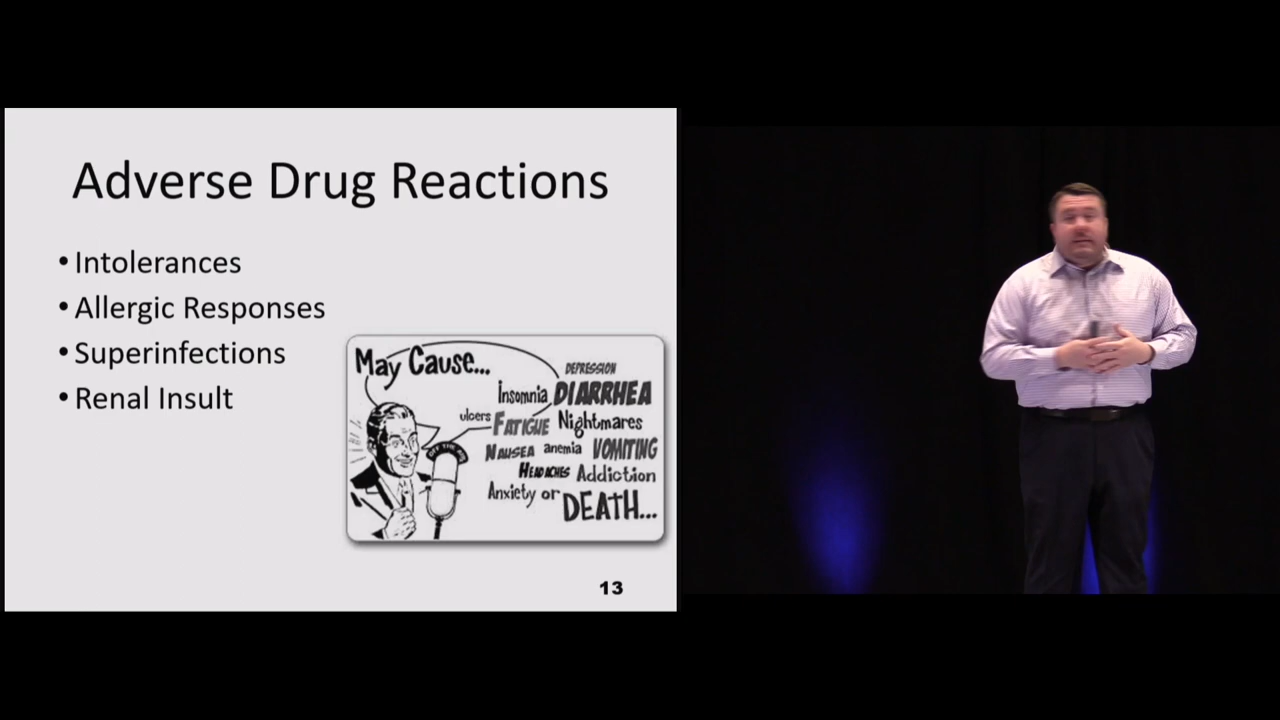 Adverse Drug Reactions
• Intolerances
• Allergic Responses
• Superinfections
• Renal Insult
May Cause...
DEPRESSION
Insomnia DIARRHEA
ulcers FATIGUE Nightmares
NAUSEA anemia VOMITING
HEADACHES Addiction
Anxiety or DEATH...
13